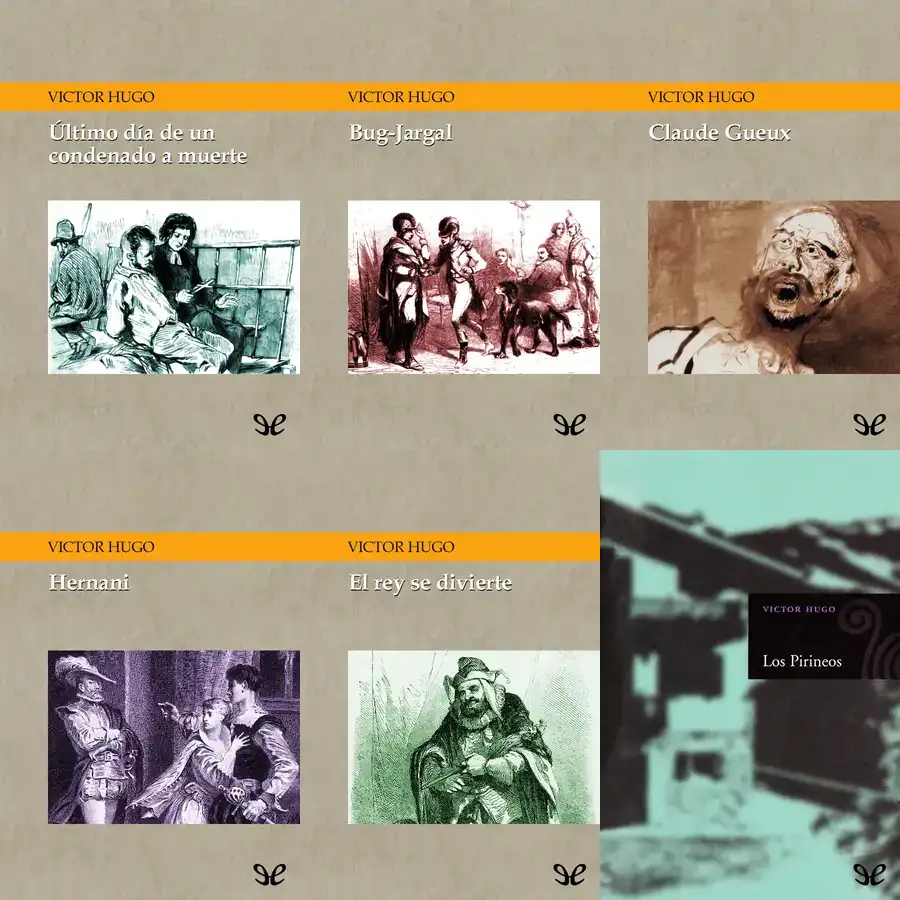 VICTOR HUGO
Último día de un
condenado a muerte
VICTOR HUGO
Bug-Jargal
VICTOR HUGO
Claude Gueux
VICTOR HUGO
Hernani
VICTOR HUGO
El rey se divierte
VICTOR HUGO
Los Pirineos